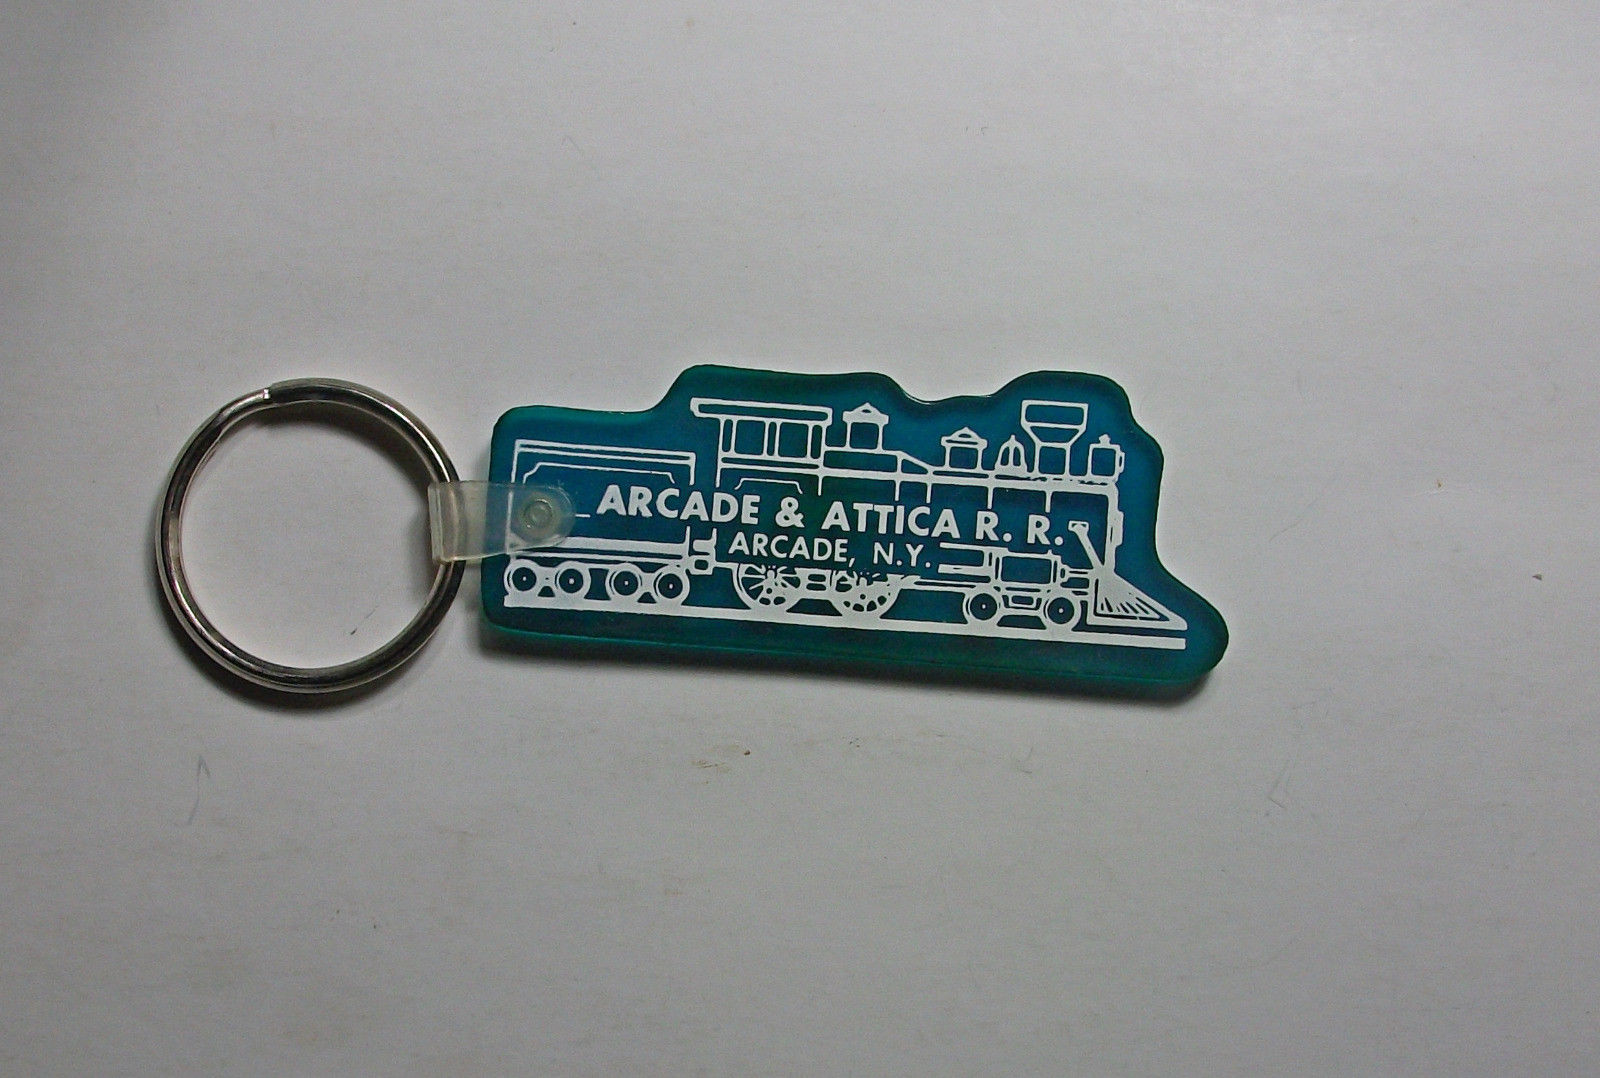 ARCADE & ATTICA R. R.
ARCADE, N.Y.